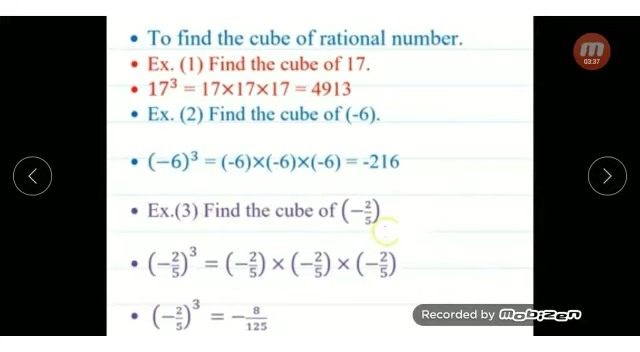 • To find the cube of rational number.
• Ex. (1) Find the cube of 17.
• 17³ = 17×17×17 = 4913
• Ex. (2) Find the cube of (-6).
• (−6)³ = (-6)×(-6)×(-6) = -216
• Ex.(3) Find the cube of (−2/5)
• (−2/5)³ = (−2/5) × (−2/5) × (−2/5)
• (−2/5)³ = −8/125
03:37
Recorded by mobizen